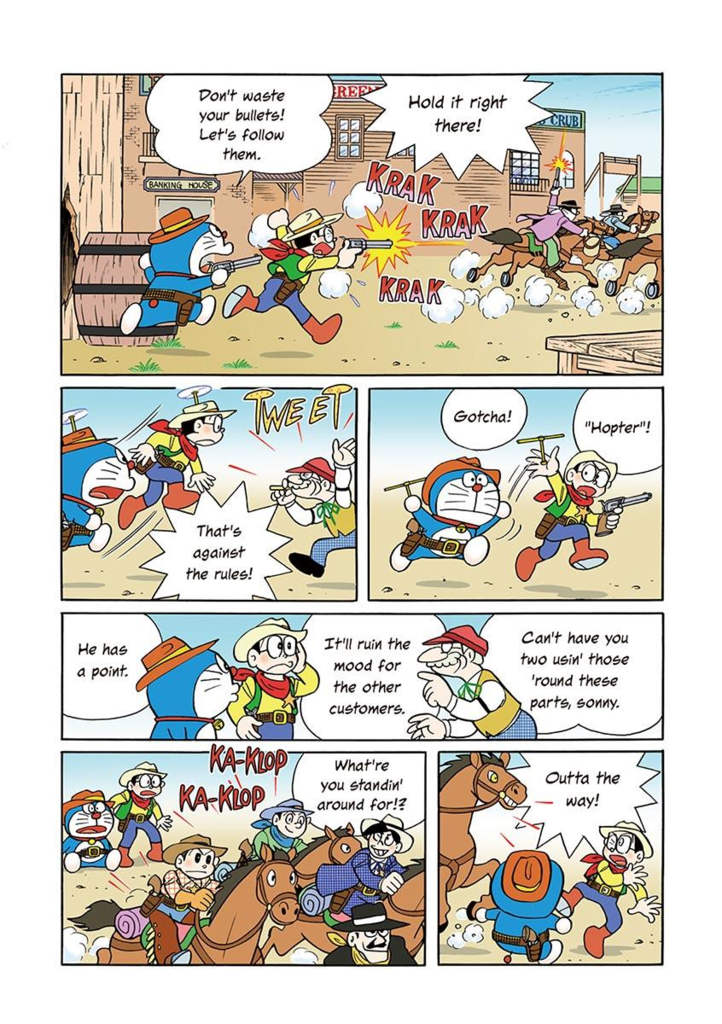 Hold it right
there!
Don't waste
your bullets!
Let's follow
them.
REEN
CRUB
BANKING HOUSE
KRAK
KRAK
KRAK
"Hopter"!
Gotcha!
TWEET
That's
against
the rules!
Can't have you
two usin' those
'round these
parts, sonny.
It'll ruin the
mood for
the other
customers.
He has
a point.
Outta the
way!
What're
you standin'
around for!?
KA-KLOP
KA-KLOP